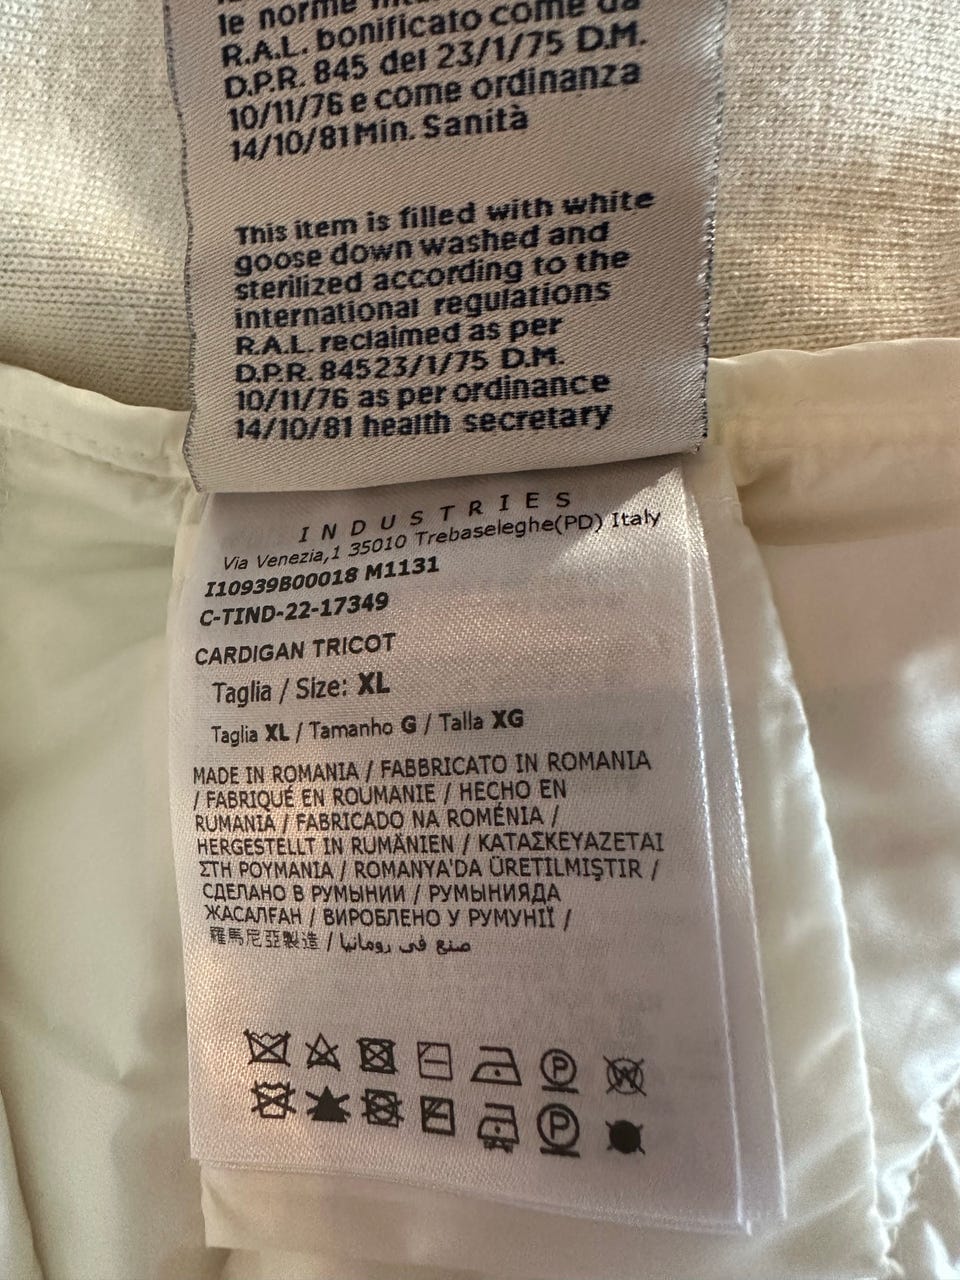 le norme
R.A.L. bonificato come da
D.P.R. 845 del 23/1/75 D.M.
10/11/76 e come ordinanza
14/10/81 Min. Sanità
This item is filled with white
goose down washed and
sterilized according to the
international regulations
R.A.L. reclaimed as per
D.P.R. 84523/1/75 D.M.
10/11/76 as per ordinance
14/10/81 health secretary
INDUSTRIES
Via Venezia,1 35010 Trebaseleghe(PD) Italy
I10939B00018 M1131
C-TIND-22-17349
CARDIGAN TRICOT
Taglia / Size: XL
Taglia XL / Tamanho G / Talla XG
MADE IN ROMANIA / FABBRICATO IN ROMANIA
/ FABRIQUÉ EN ROUMANIE / HECHO EN
RUMANIA / FABRICADO NA ROMÉNIA /
HERGESTELLT IN RUMÄNIEN / ΚΑΤΑΣΚΕΥΑΖΕΤΑΙ
ΣΤΗ ΡΟΥΜΑΝΙΑ / ROMANYA'DA ÜRETİLMİŞTİR /
СДЕЛАНО В РУМЫНИИ / РУМЫНИЯДА
ЖАСАЛҒАН / ВИРОБЛЕНО У РУМУНІЇ /
羅馬尼亞製造 / صنع في رومانيا
P W
P